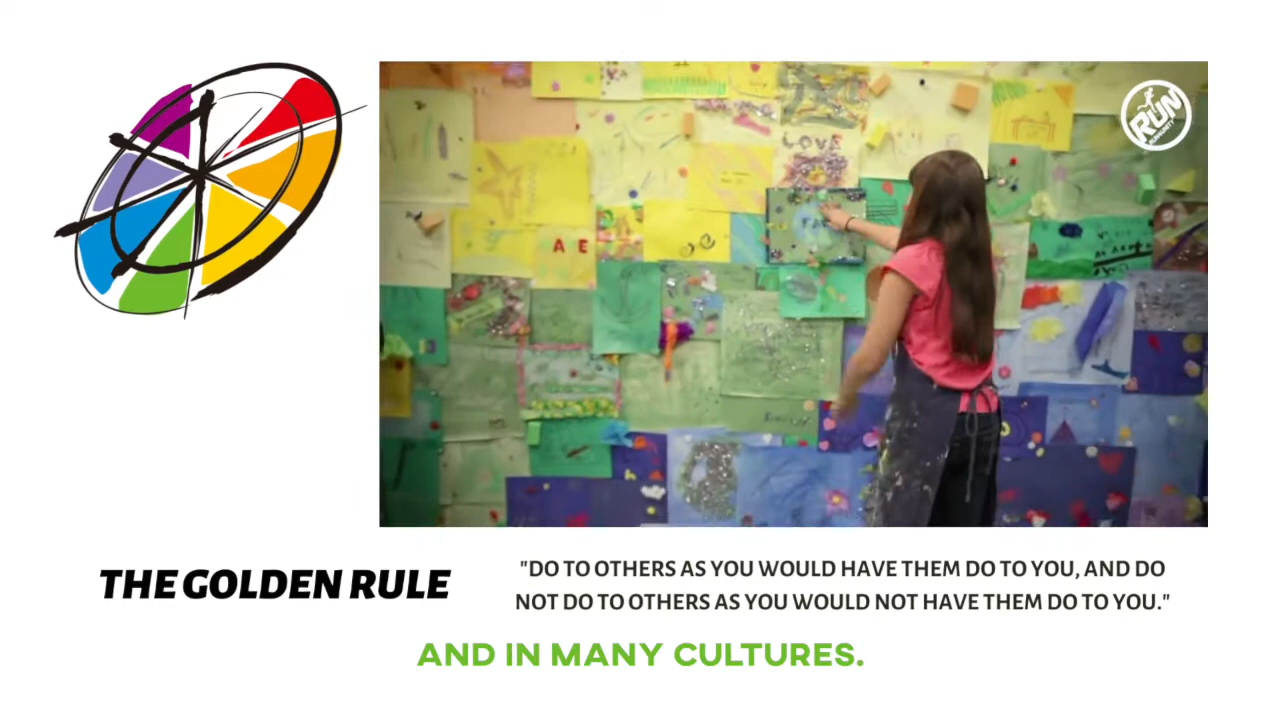 RUN
HUMANITY
LOVE
A E
THE GOLDEN RULE
"DO TO OTHERS AS YOU WOULD HAVE THEM DO TO YOU, AND DO
NOT DO TO OTHERS AS YOU WOULD NOT HAVE THEM DO TO YOU."
AND IN MANY CULTURES.